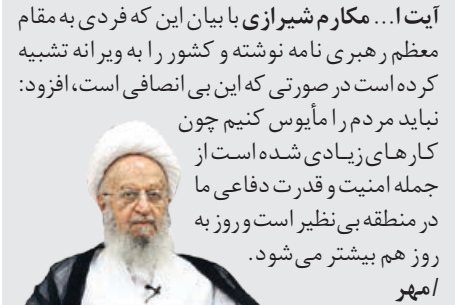 آیت ا... مکارم شیرازی با بیان این که فردی به مقام
معظم رهبری نامه نوشته و کشور را به ویرانه تشبیه
کرده است در صورتی که این بی انصافی است، افزود:
نباید مردم را مأیوس کنیم چون
کارهای زیادی شده است از
جمله امنیت و قدرت دفاعی ما
در منطقه بی‌نظیر است و روز به
روز هم بیشتر می‌شود.
/ مهر